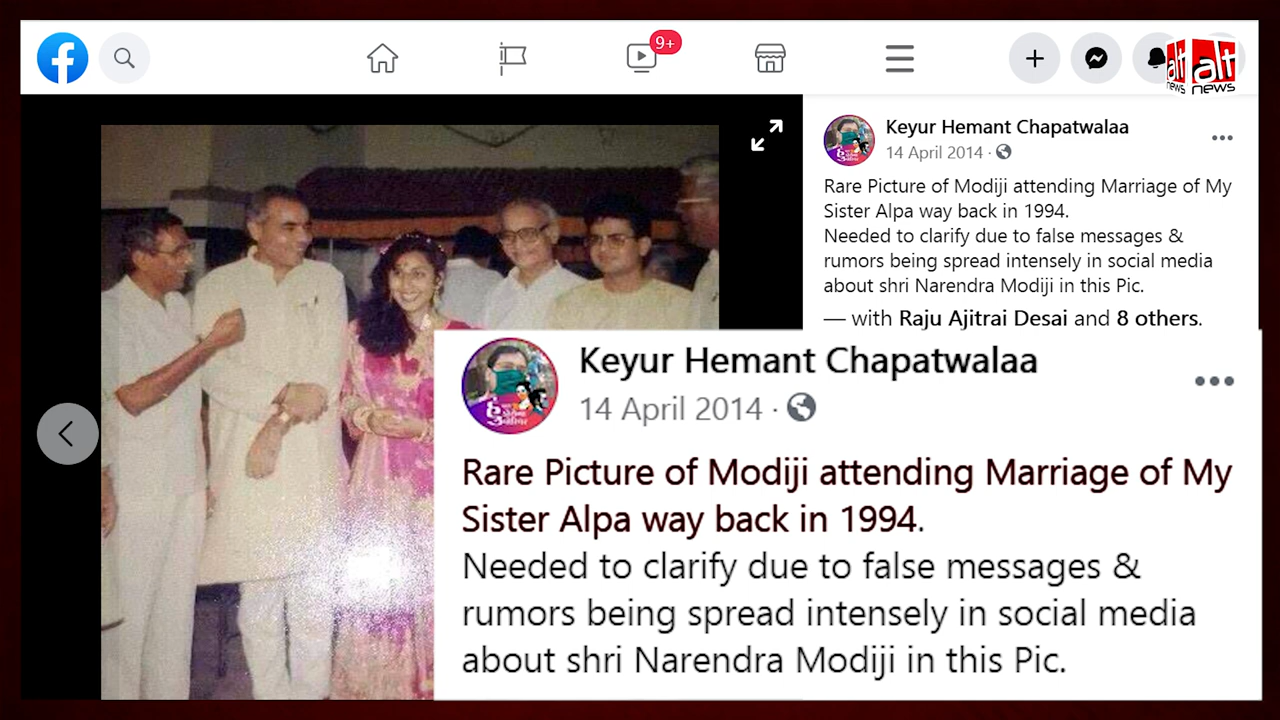 9+
alt
news
alt
news
Keyur Hemant Chapatwalaa
14 April 2014 ·
Rare Picture of Modiji attending Marriage of My
Sister Alpa way back in 1994.
Needed to clarify due to false messages &
rumors being spread intensely in social media
about shri Narendra Modiji in this Pic.
— with Raju Ajitrai Desai and 8 others.
Keyur Hemant Chapatwalaa
14 April 2014 ·
Rare Picture of Modiji attending Marriage of My
Sister Alpa way back in 1994.
Needed to clarify due to false messages &
rumors being spread intensely in social media
about shri Narendra Modiji in this Pic.